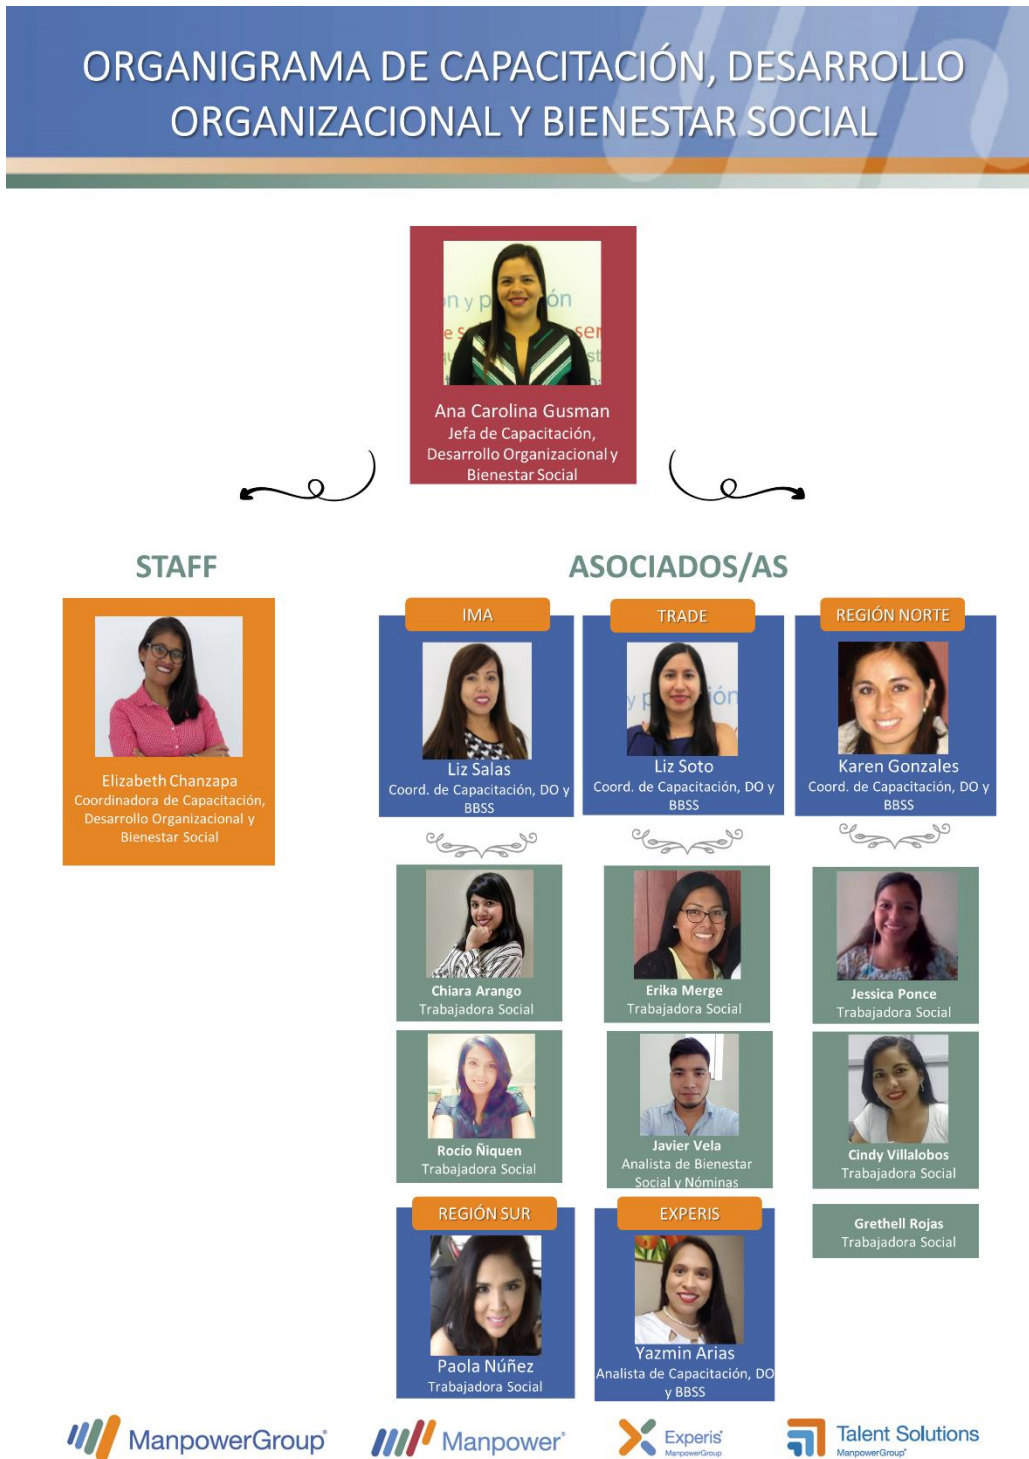 ORGANIGRAMA DE CAPACITACIÓN, DESARROLLO
ORGANIZACIONAL Y BIENESTAR SOCIAL
Ana Carolina Gusman
Jefa de Capacitación,
Desarrollo Organizacional y
Bienestar Social
STAFF
Elizabeth Chanzapa
Coordinadora de Capacitación,
Desarrollo Organizacional y
Bienestar Social
ASOCIADOS/AS
IMA
Liz Salas
Coord. de Capacitación, DO y
BBSS
TRADE
Liz Soto
Coord. de Capacitación, DO y
BBSS
REGIÓN NORTE
Karen Gonzales
Coord. de Capacitación, DO y
BBSS
Chiara Arango
Trabajadora Social
Erika Merge
Trabajadora Social
Jessica Ponce
Trabajadora Social
Rocío Ñiquen
Trabajadora Social
Javier Vela
Analista de Bienestar
Social y Nóminas
Cindy Villalobos
Trabajadora Social
Grethell Rojas
Trabajadora Social
REGIÓN SUR
Paola Núñez
Trabajadora Social
EXPERIS
Yazmin Arias
Analista de Capacitación, DO
y BBSS
ManpowerGroup
Manpower
Experis
ManpowerGroup
Talent Solutions
ManpowerGroup